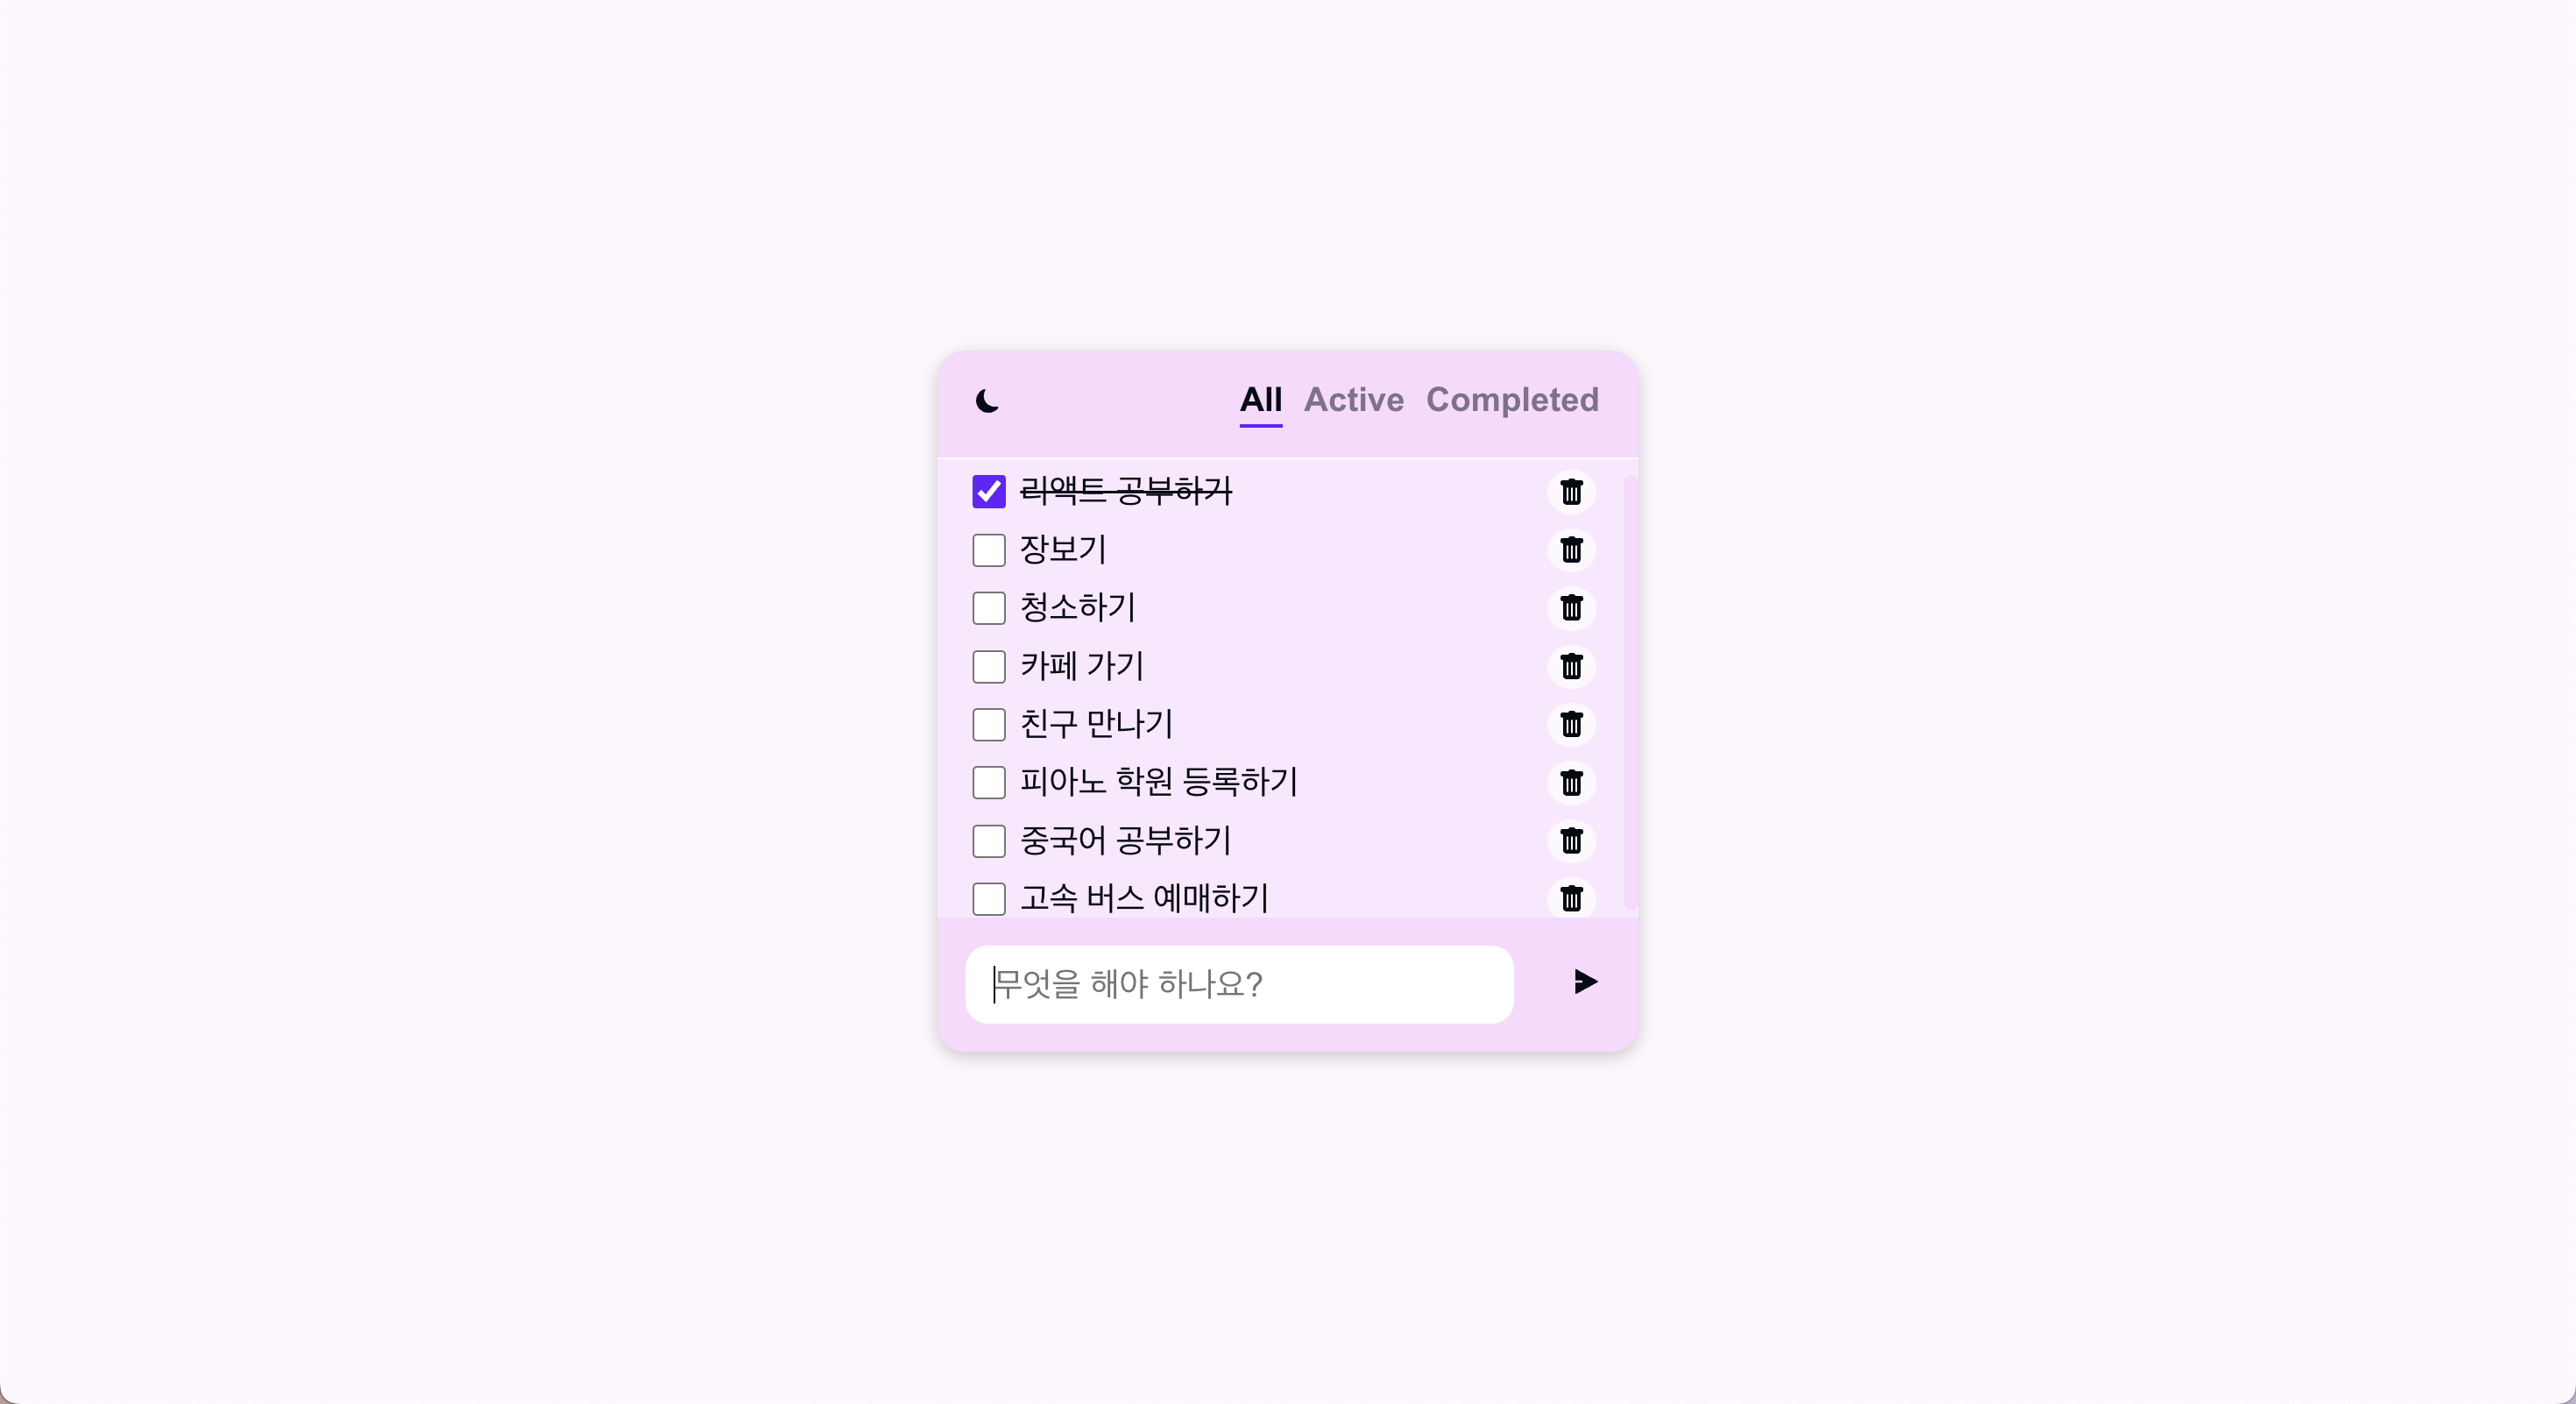 All Active Completed
리액트 공부하기
장보기
청소하기
카페 가기
친구 만나기
피아노 학원 등록하기
중국어 공부하기
고속 버스 예매하기
무엇을 해야 하나요?